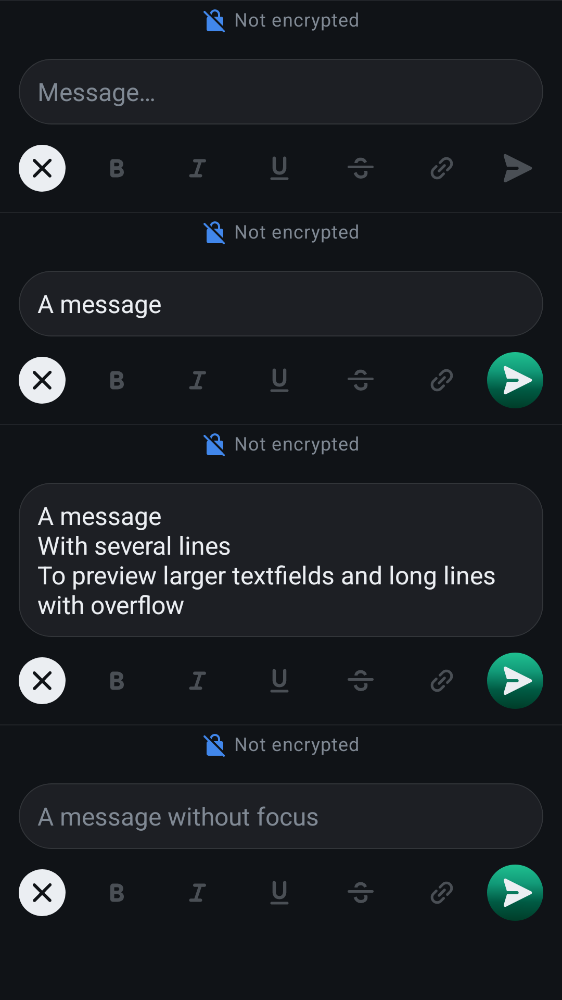 Not encrypted
Message…
B I U S
Not encrypted
A message
B I U S
Not encrypted
A message
With several lines
To preview larger textfields and long lines
with overflow
B I U S
Not encrypted
A message without focus
B I U S